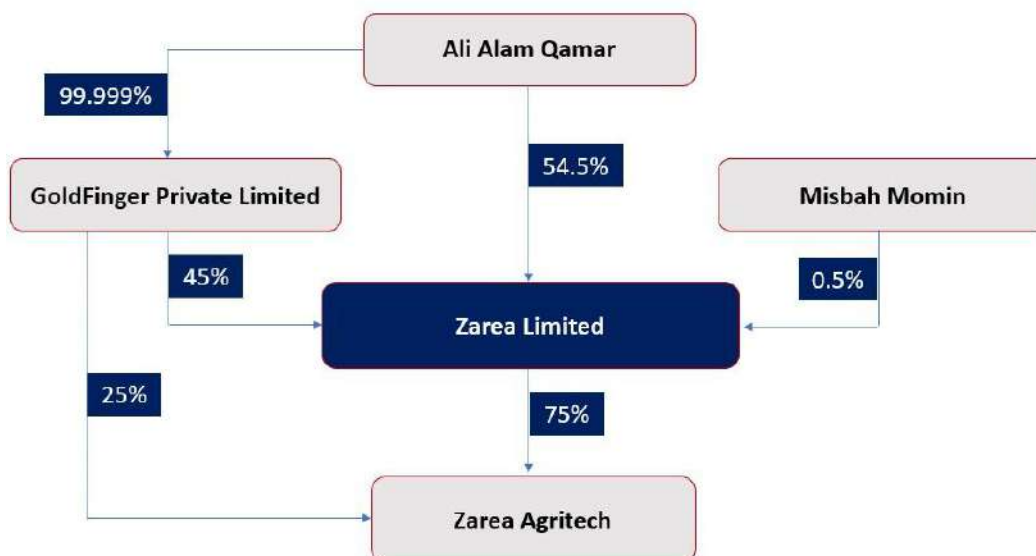 Ali Alam Qamar
99.999%
54.5%
GoldFinger Private Limited
Misbah Momin
45%
0.5%
Zarea Limited
25%
75%
Zarea Agritech